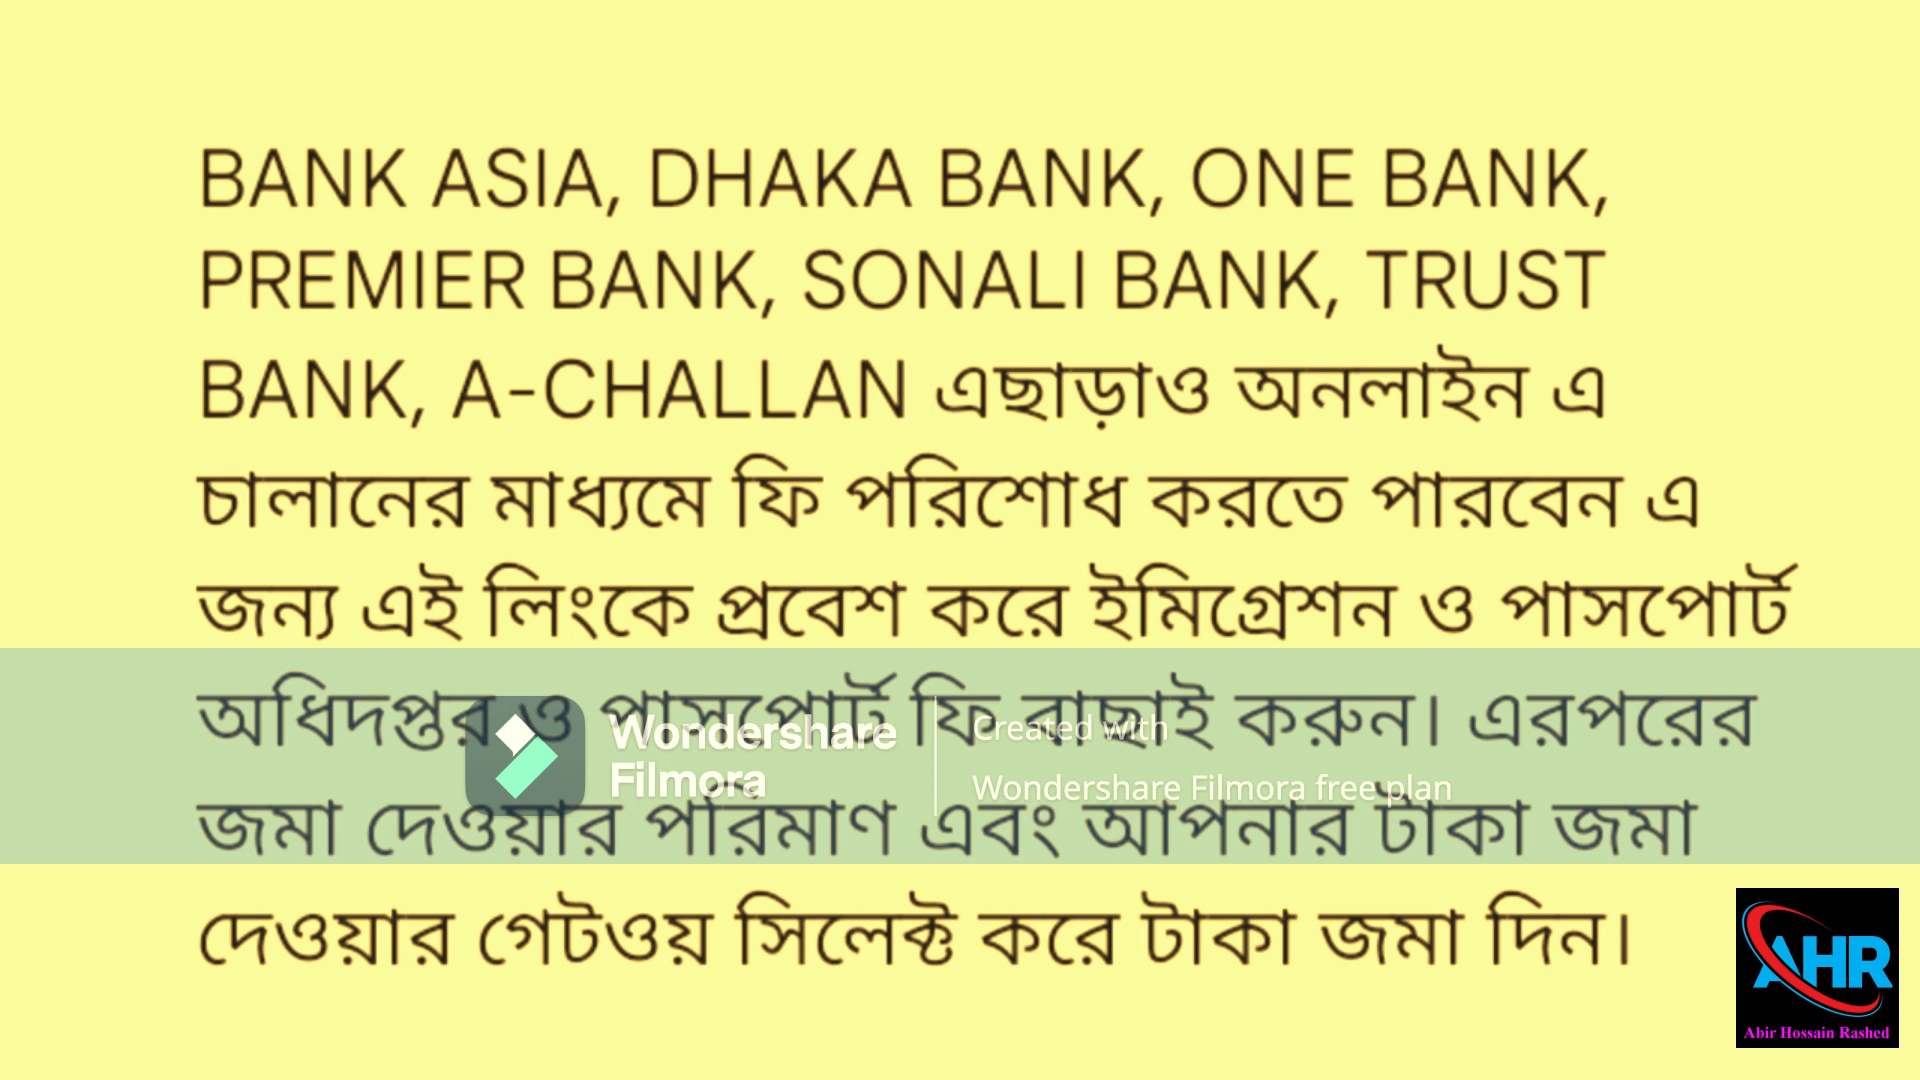 BANK ASIA, DHAKA BANK, ONE BANK,
PREMIER BANK, SONALI BANK, TRUST
BANK, A-CHALLAN এছাড়াও অনলাইন এ
চালানের মাধ্যমে ফি পরিশোধ করতে পারবেন এ
জন্য এই লিংকে প্রবেশ করে ইমিগ্রেশন ও পাসপোর্ট
অধিদপ্তর ও পাসপোর্ট ফি বাছাই করুন। এরপরের
জমা দেওয়ার পরিমাণ এবং আপনার টাকা জমা
দেওয়ার গেটওয় সিলেক্ট করে টাকা জমা দিন।
Wondershare
Filmora
Created with
Wondershare Filmora free plan
AHR
Abir Hossain Rashed